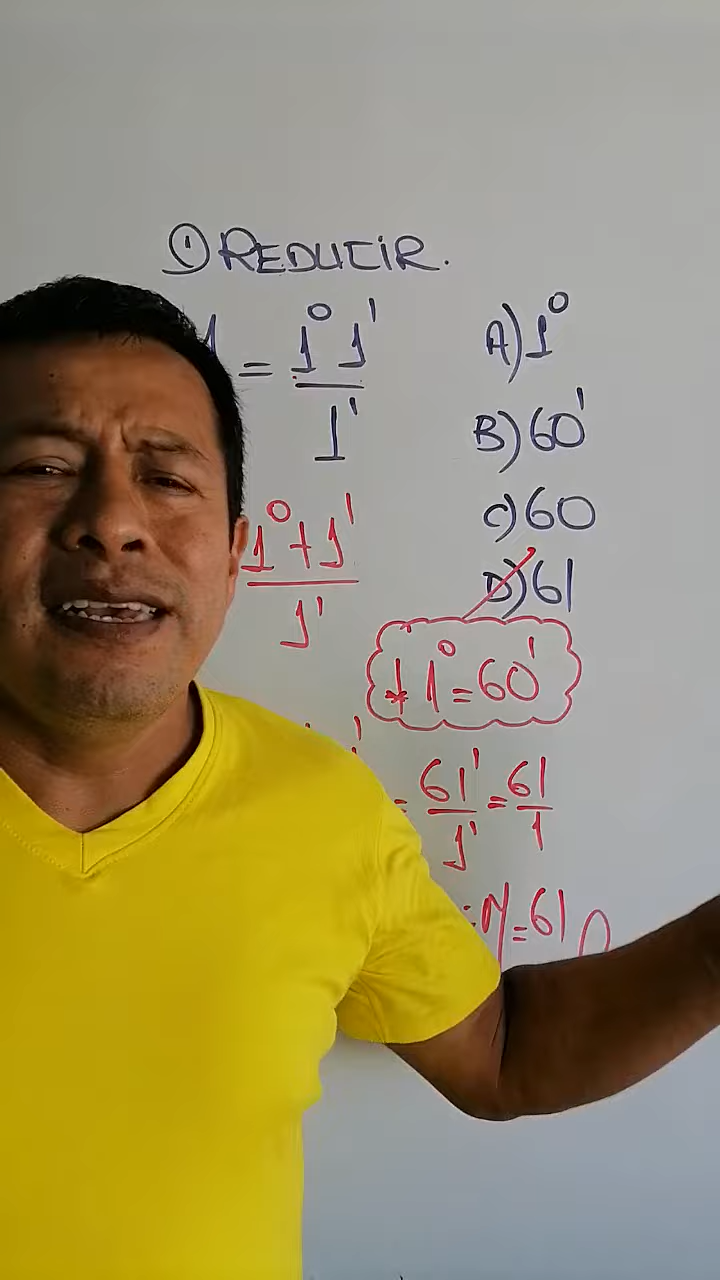 ① REDUCIR.
= 1° 1' / 1'
A) 1°
B) 60'
C) 60
D) 61
1° + 1' / 1'
* 1° = 60'
= 61' / 1' = 61 / 1
∴ M = 61